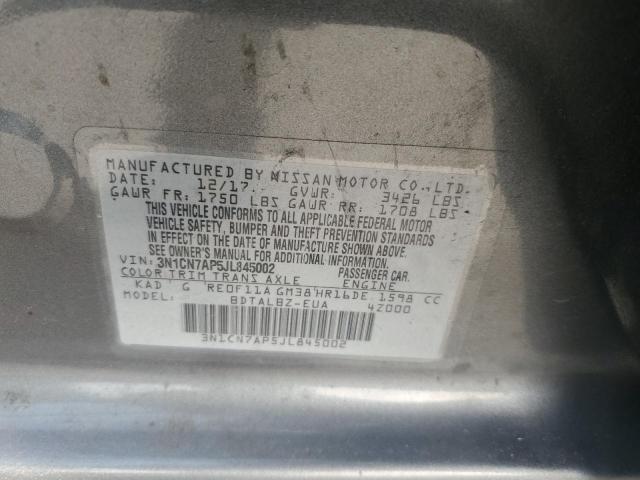 MANUFACTURED BY NISSAN MOTOR CO., LTD.
DATE: 12/17 GVWR: 3426 LBS
GAWR FR: 1750 LBS GAWR RR: 1708 LBS
THIS VEHICLE CONFORMS TO ALL APPLICABLE FEDERAL MOTOR
VEHICLE SAFETY, BUMPER AND THEFT PREVENTION STANDARDS
IN EFFECT ON THE DATE OF MANUFACTURE SHOWN ABOVE.
SEE OWNER'S MANUAL FOR ADDITIONAL INFORMATION.
VIN: 3N1CN7AP5JL845002 PASSENGER CAR.
COLOR TRIM TRANS AXLE ENGINE
KAD G RE0F11A GM38 HR16DE 1598 CC
MODEL: BDTALBZ-EUA 4Z000
3N1CN7AP5JL845002